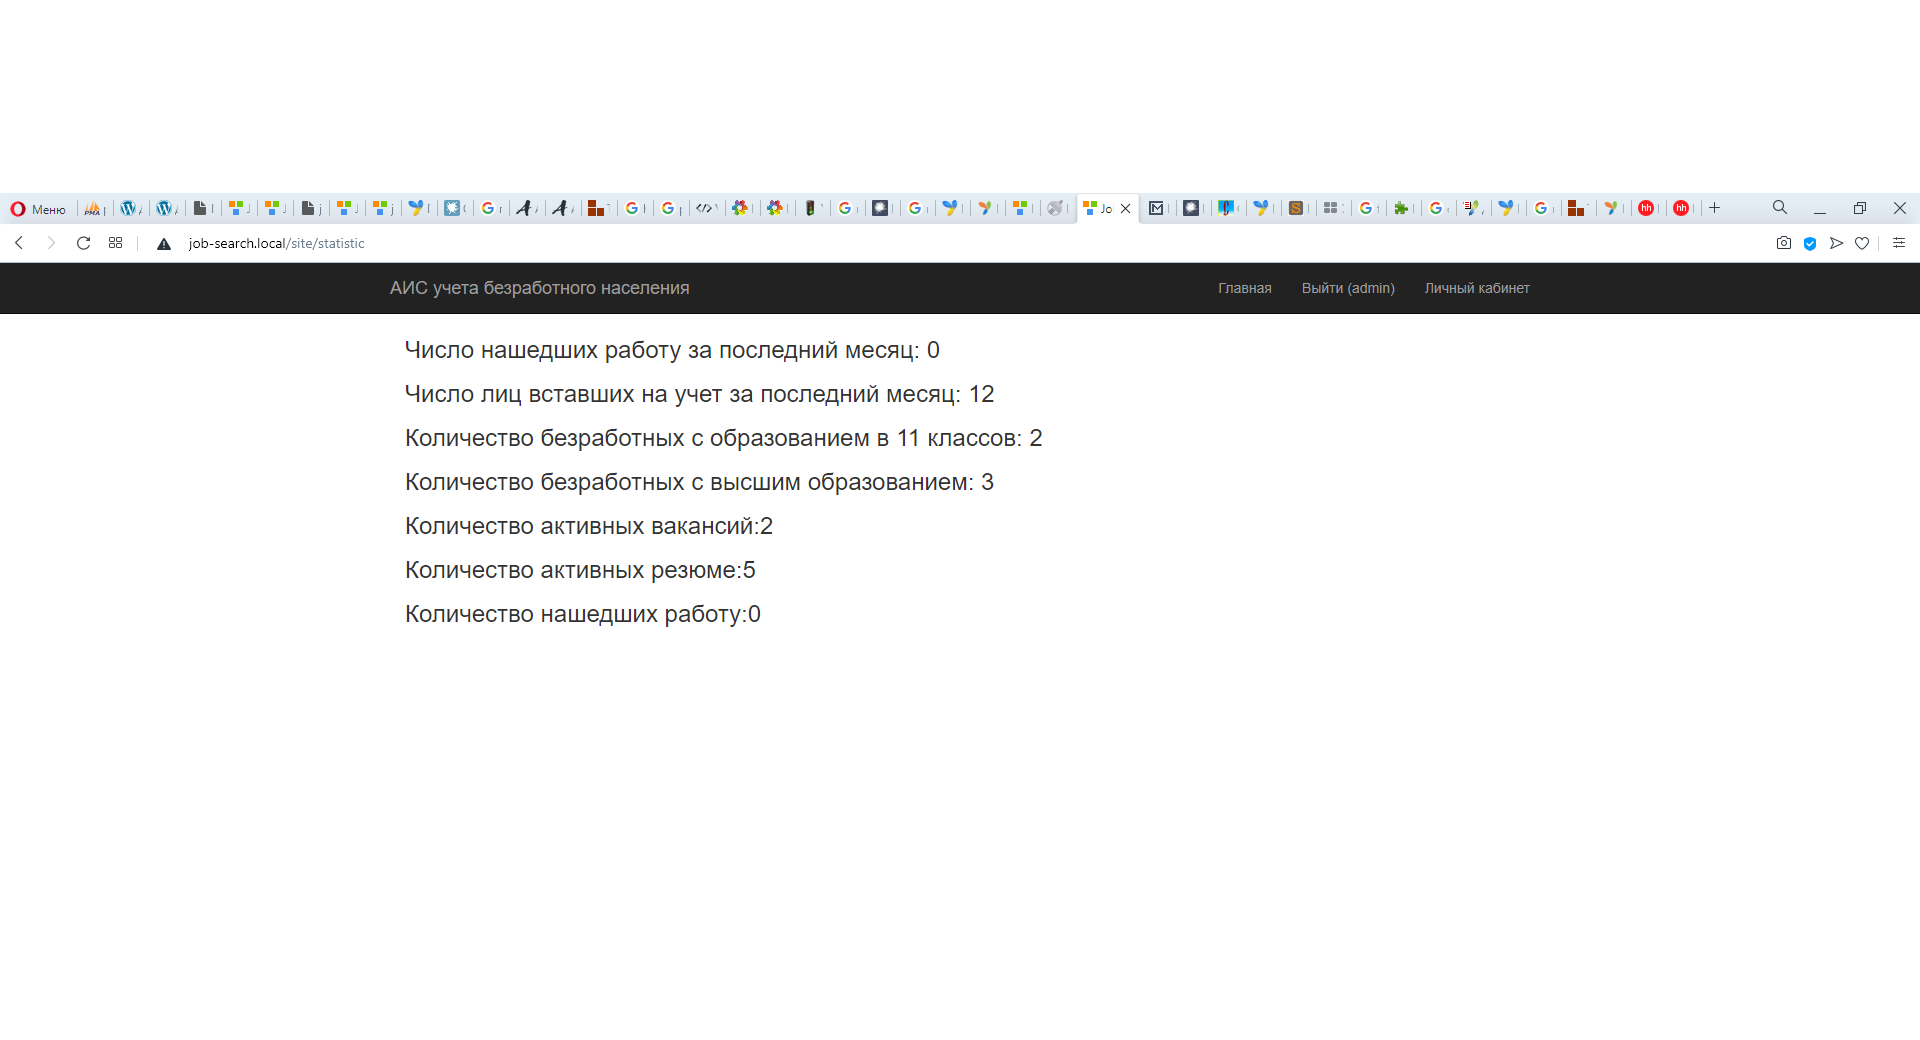 Меню
job-search.local/site/statistic
АИС учета безработного населения
Главная
Выйти (admin)
Личный кабинет
Число нашедших работу за последний месяц: 0
Число лиц вставших на учет за последний месяц: 12
Количество безработных с образованием в 11 классов: 2
Количество безработных с высшим образованием: 3
Количество активных вакансий:2
Количество активных резюме:5
Количество нашедших работу:0